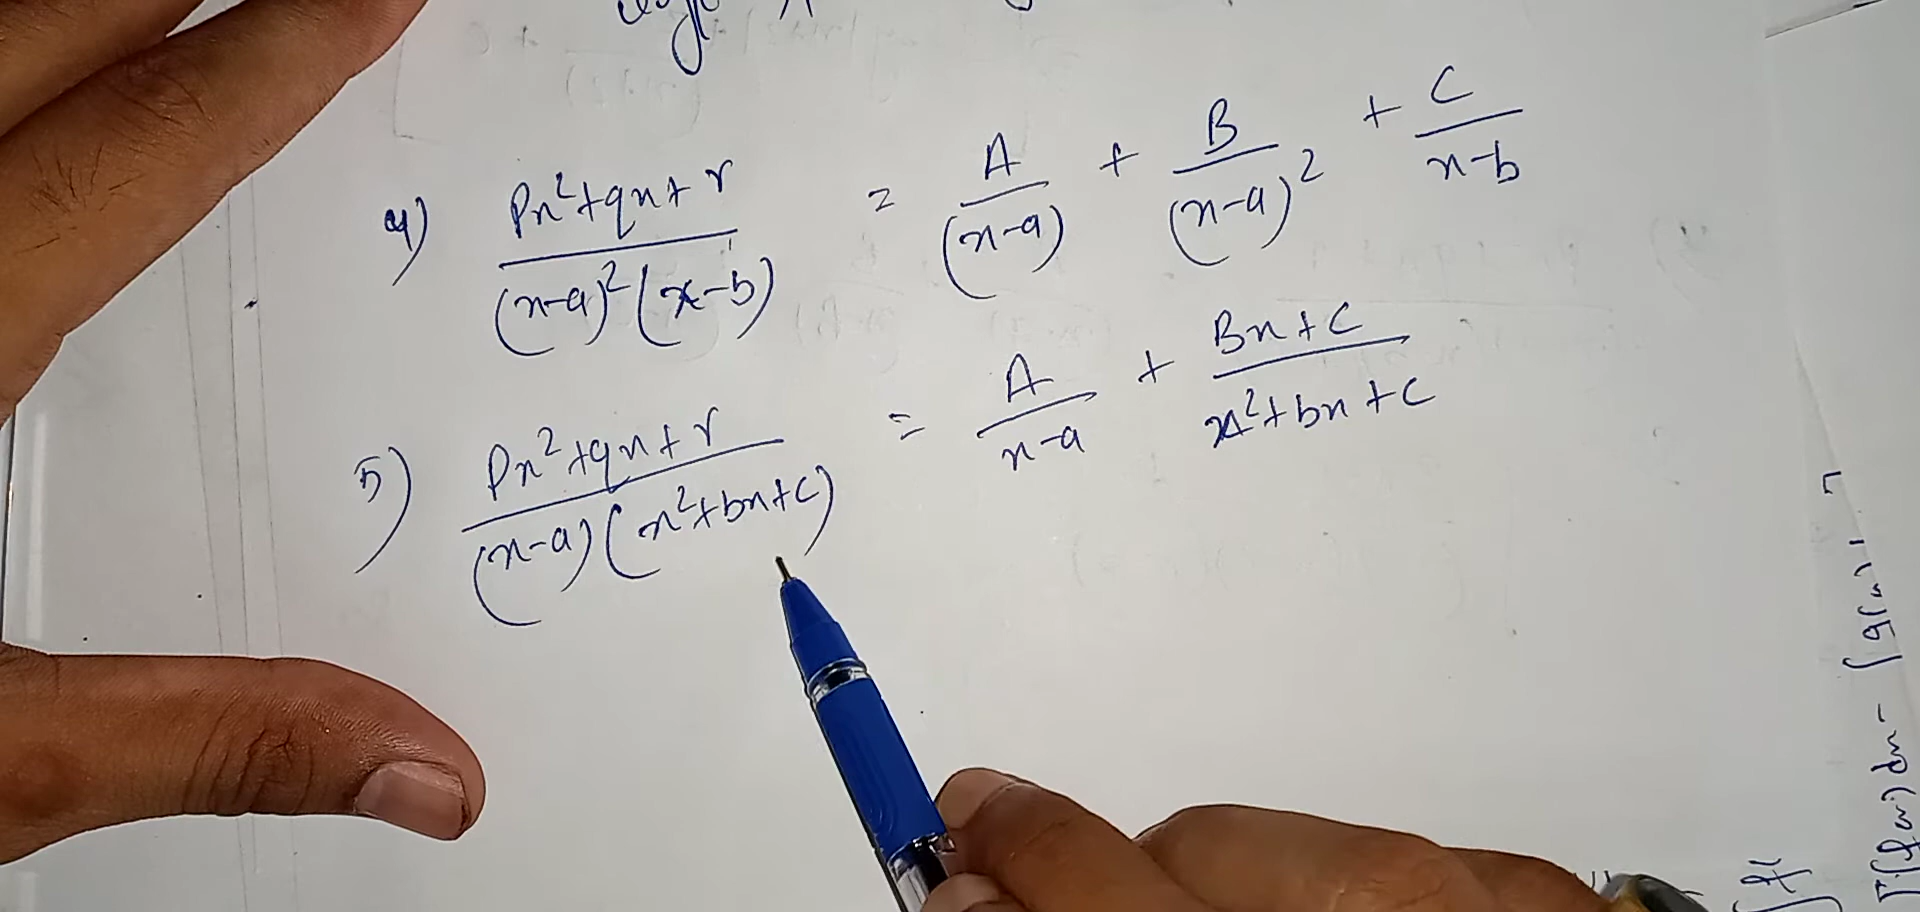 4) Px²+qx+r / (x-a)²(x-b) = A/(x-a) + B/(x-a)² + C/x-b
5) Px²+qx+r / (x-a)(x²+bx+c) = A/x-a + Bx+C / x²+bx+c